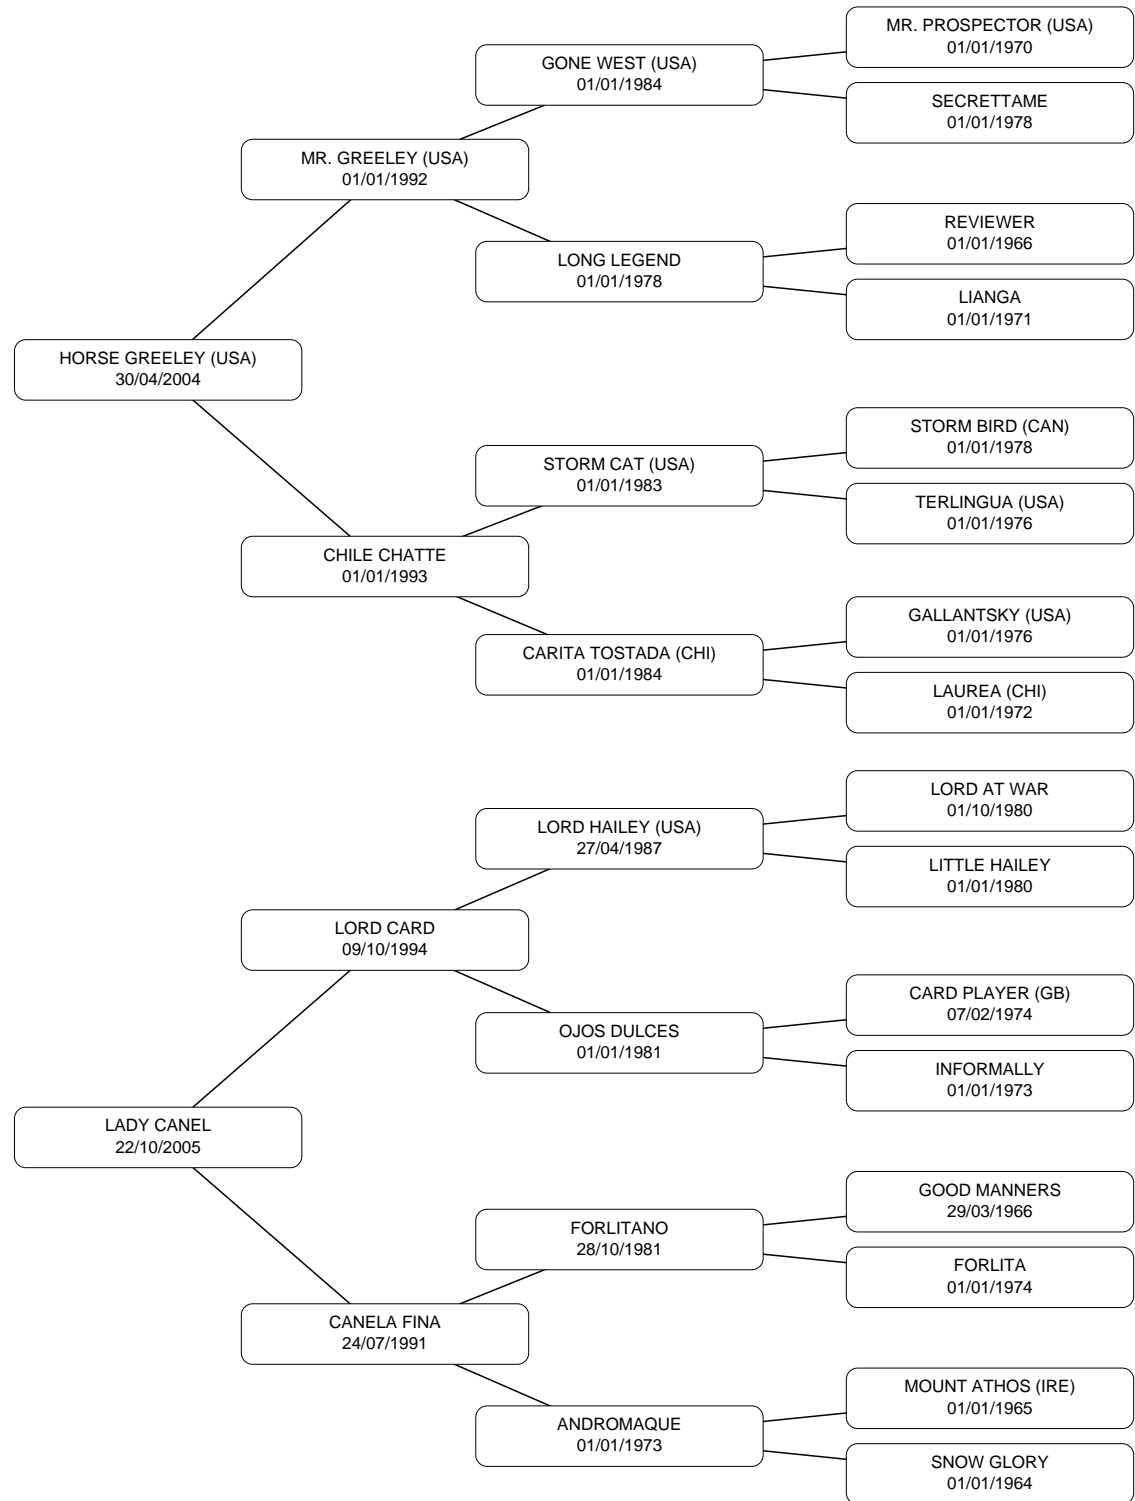 MR. PROSPECTOR (USA)
01/01/1970
GONE WEST (USA)
01/01/1984
SECRETTAME
01/01/1978
MR. GREELEY (USA)
01/01/1992
REVIEWER
01/01/1966
LONG LEGEND
01/01/1978
LIANGA
01/01/1971
HORSE GREELEY (USA)
30/04/2004
STORM BIRD (CAN)
01/01/1978
STORM CAT (USA)
01/01/1983
TERLINGUA (USA)
01/01/1976
CHILE CHATTE
01/01/1993
GALLANTSKY (USA)
01/01/1976
CARITA TOSTADA (CHI)
01/01/1984
LAUREA (CHI)
01/01/1972
LORD AT WAR
01/10/1980
LORD HAILEY (USA)
27/04/1987
LITTLE HAILEY
01/01/1980
LORD CARD
09/10/1994
CARD PLAYER (GB)
07/02/1974
OJOS DULCES
01/01/1981
INFORMALLY
01/01/1973
LADY CANEL
22/10/2005
GOOD MANNERS
29/03/1966
FORLITANO
28/10/1981
FORLITA
01/01/1974
CANELA FINA
24/07/1991
MOUNT ATHOS (IRE)
01/01/1965
ANDROMAQUE
01/01/1973
SNOW GLORY
01/01/1964